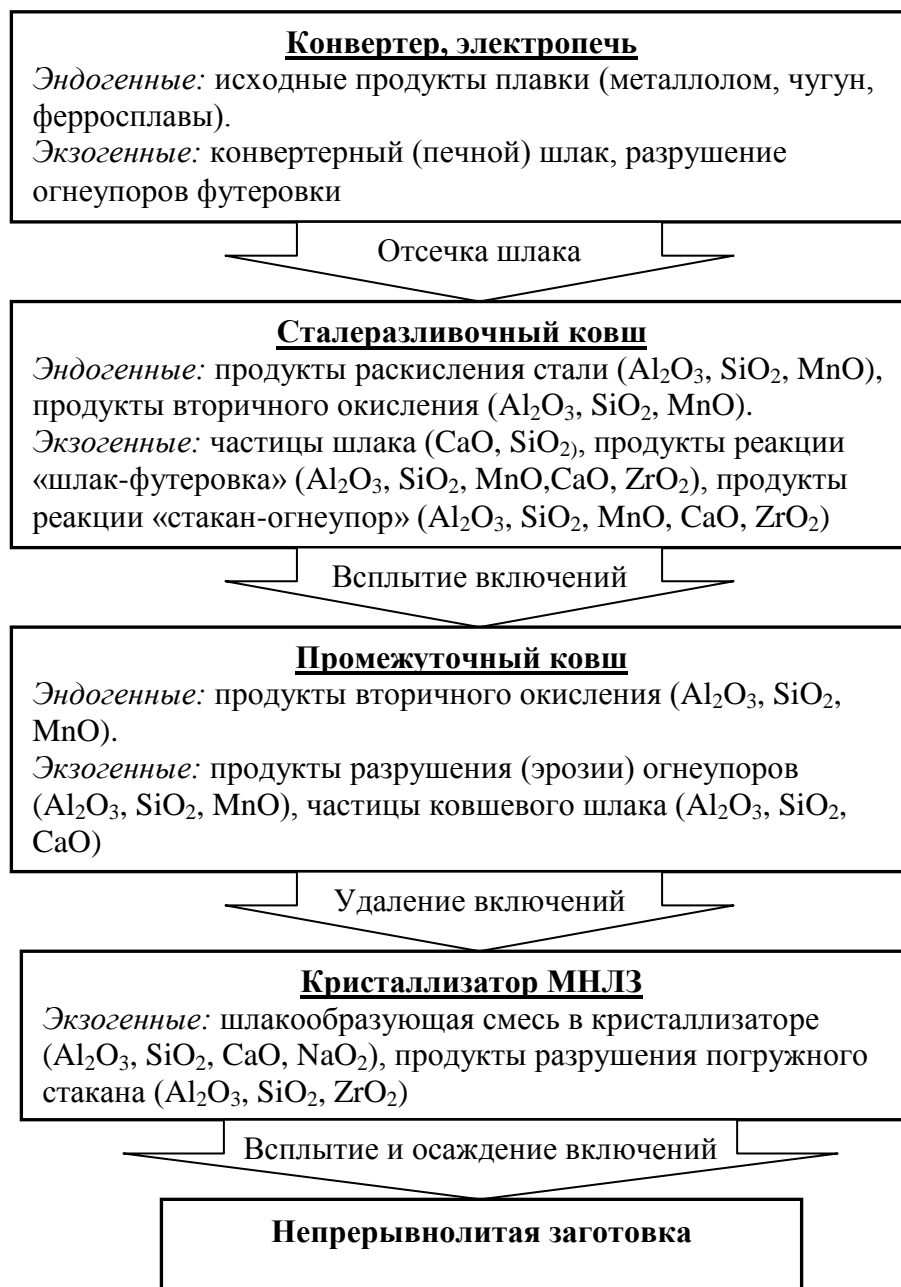 Конвертер, электропечь
Эндогенные: исходные продукты плавки (металлолом, чугун,
ферросплавы).
Экзогенные: конвертерный (печной) шлак, разрушение
огнеупоров футеровки
Отсечка шлака
Сталеразливочный ковш
Эндогенные: продукты раскисления стали (Al₂O₃, SiO₂, MnO),
продукты вторичного окисления (Al₂O₃, SiO₂, MnO).
Экзогенные: частицы шлака (CaO, SiO₂₎, продукты реакции
«шлак-футеровка» (Al₂O₃, SiO₂, MnO,CaO, ZrO₂), продукты
реакции «стакан-огнеупор» (Al₂O₃, SiO₂, MnO, CaO, ZrO₂)
Всплытие включений
Промежуточный ковш
Эндогенные: продукты вторичного окисления (Al₂O₃, SiO₂,
MnO).
Экзогенные: продукты разрушения (эрозии) огнеупоров
(Al₂O₃, SiO₂, MnO), частицы ковшевого шлака (Al₂O₃, SiO₂,
CaO)
Удаление включений
Кристаллизатор МНЛЗ
Экзогенные: шлакообразующая смесь в кристаллизаторе
(Al₂O₃, SiO₂, CaO, NaO₂), продукты разрушения погружного
стакана (Al₂O₃, SiO₂, ZrO₂)
Всплытие и осаждение включений
Непрерывнолитая заготовка